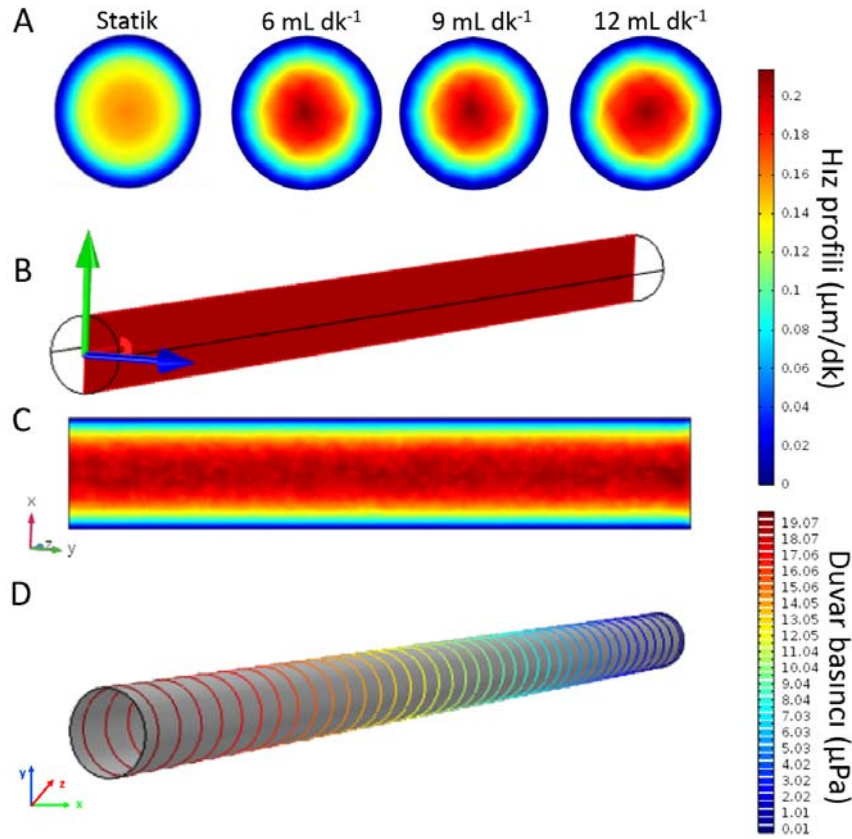 A
Statik
6 mL dk⁻¹
9 mL dk⁻¹
12 mL dk⁻¹
0.2
0.18
0.16
0.14
0.12
0.1
0.08
0.06
0.04
0.02
0
Hız profili (µm/dk)
B
C
x
z
y
19.07
18.07
17.06
16.06
15.05
14.05
13.05
12.04
11.04
10.04
9.03
8.03
7.03
6.02
5.03
4.02
3.02
2.01
1.01
0.01
Duvar basıncı (µPa)
D
y
z
x